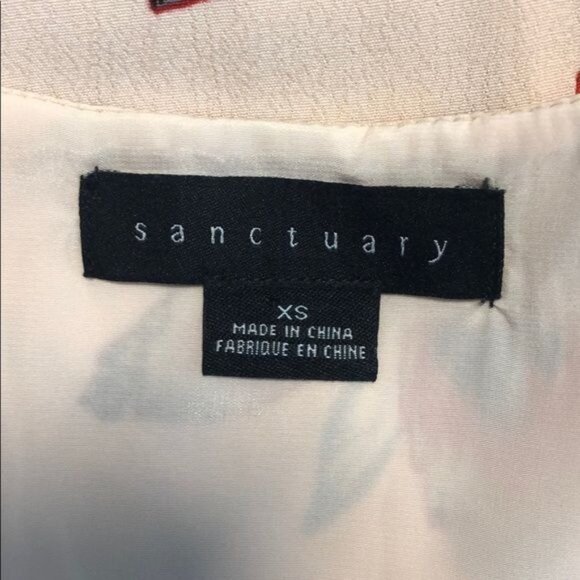 sanctuary
XS
MADE IN CHINA
FABRIQUE EN CHINE